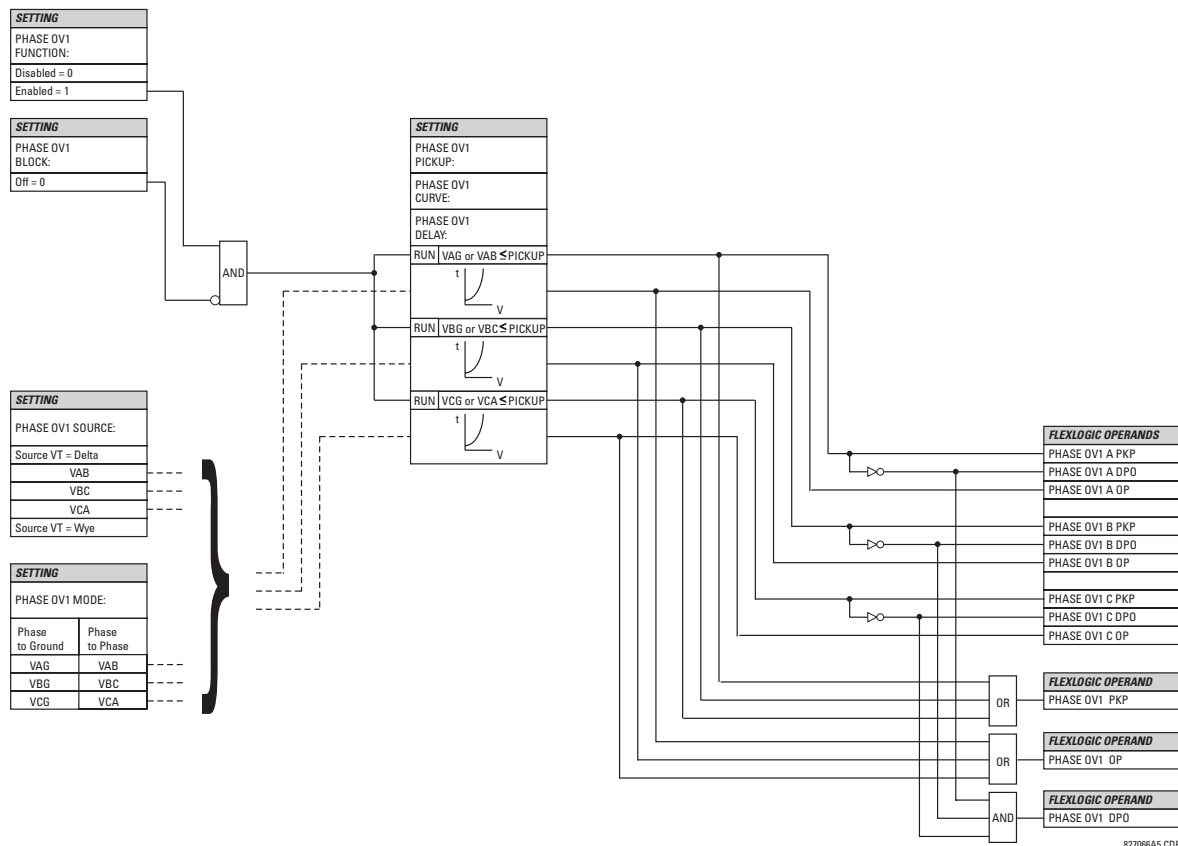 SETTING
PHASE OV1
FUNCTION:
Disabled = 0
Enabled = 1
SETTING
PHASE OV1
BLOCK:
Off = 0
AND
SETTING
PHASE OV1 SOURCE:
Source VT = Delta
VAB
VBC
VCA
Source VT = Wye
SETTING
PHASE OV1 MODE:
Phase to Ground
Phase to Phase
VAG VAB
VBG VBC
VCG VCA
SETTING
PHASE OV1
PICKUP:
PHASE OV1
CURVE:
PHASE OV1
DELAY:
RUN VAG or VAB ≤ PICKUP
t
V
RUN VBG or VBC ≤ PICKUP
t
V
RUN VCG or VCA ≤ PICKUP
t
V
FLEXLOGIC OPERANDS
PHASE OV1 A PKP
PHASE OV1 A DPO
PHASE OV1 A OP
PHASE OV1 B PKP
PHASE OV1 B DPO
PHASE OV1 B OP
PHASE OV1 C PKP
PHASE OV1 C DPO
PHASE OV1 C OP
OR
FLEXLOGIC OPERAND
PHASE OV1 PKP
OR
FLEXLOGIC OPERAND
PHASE OV1 OP
AND
FLEXLOGIC OPERAND
PHASE OV1 DPO